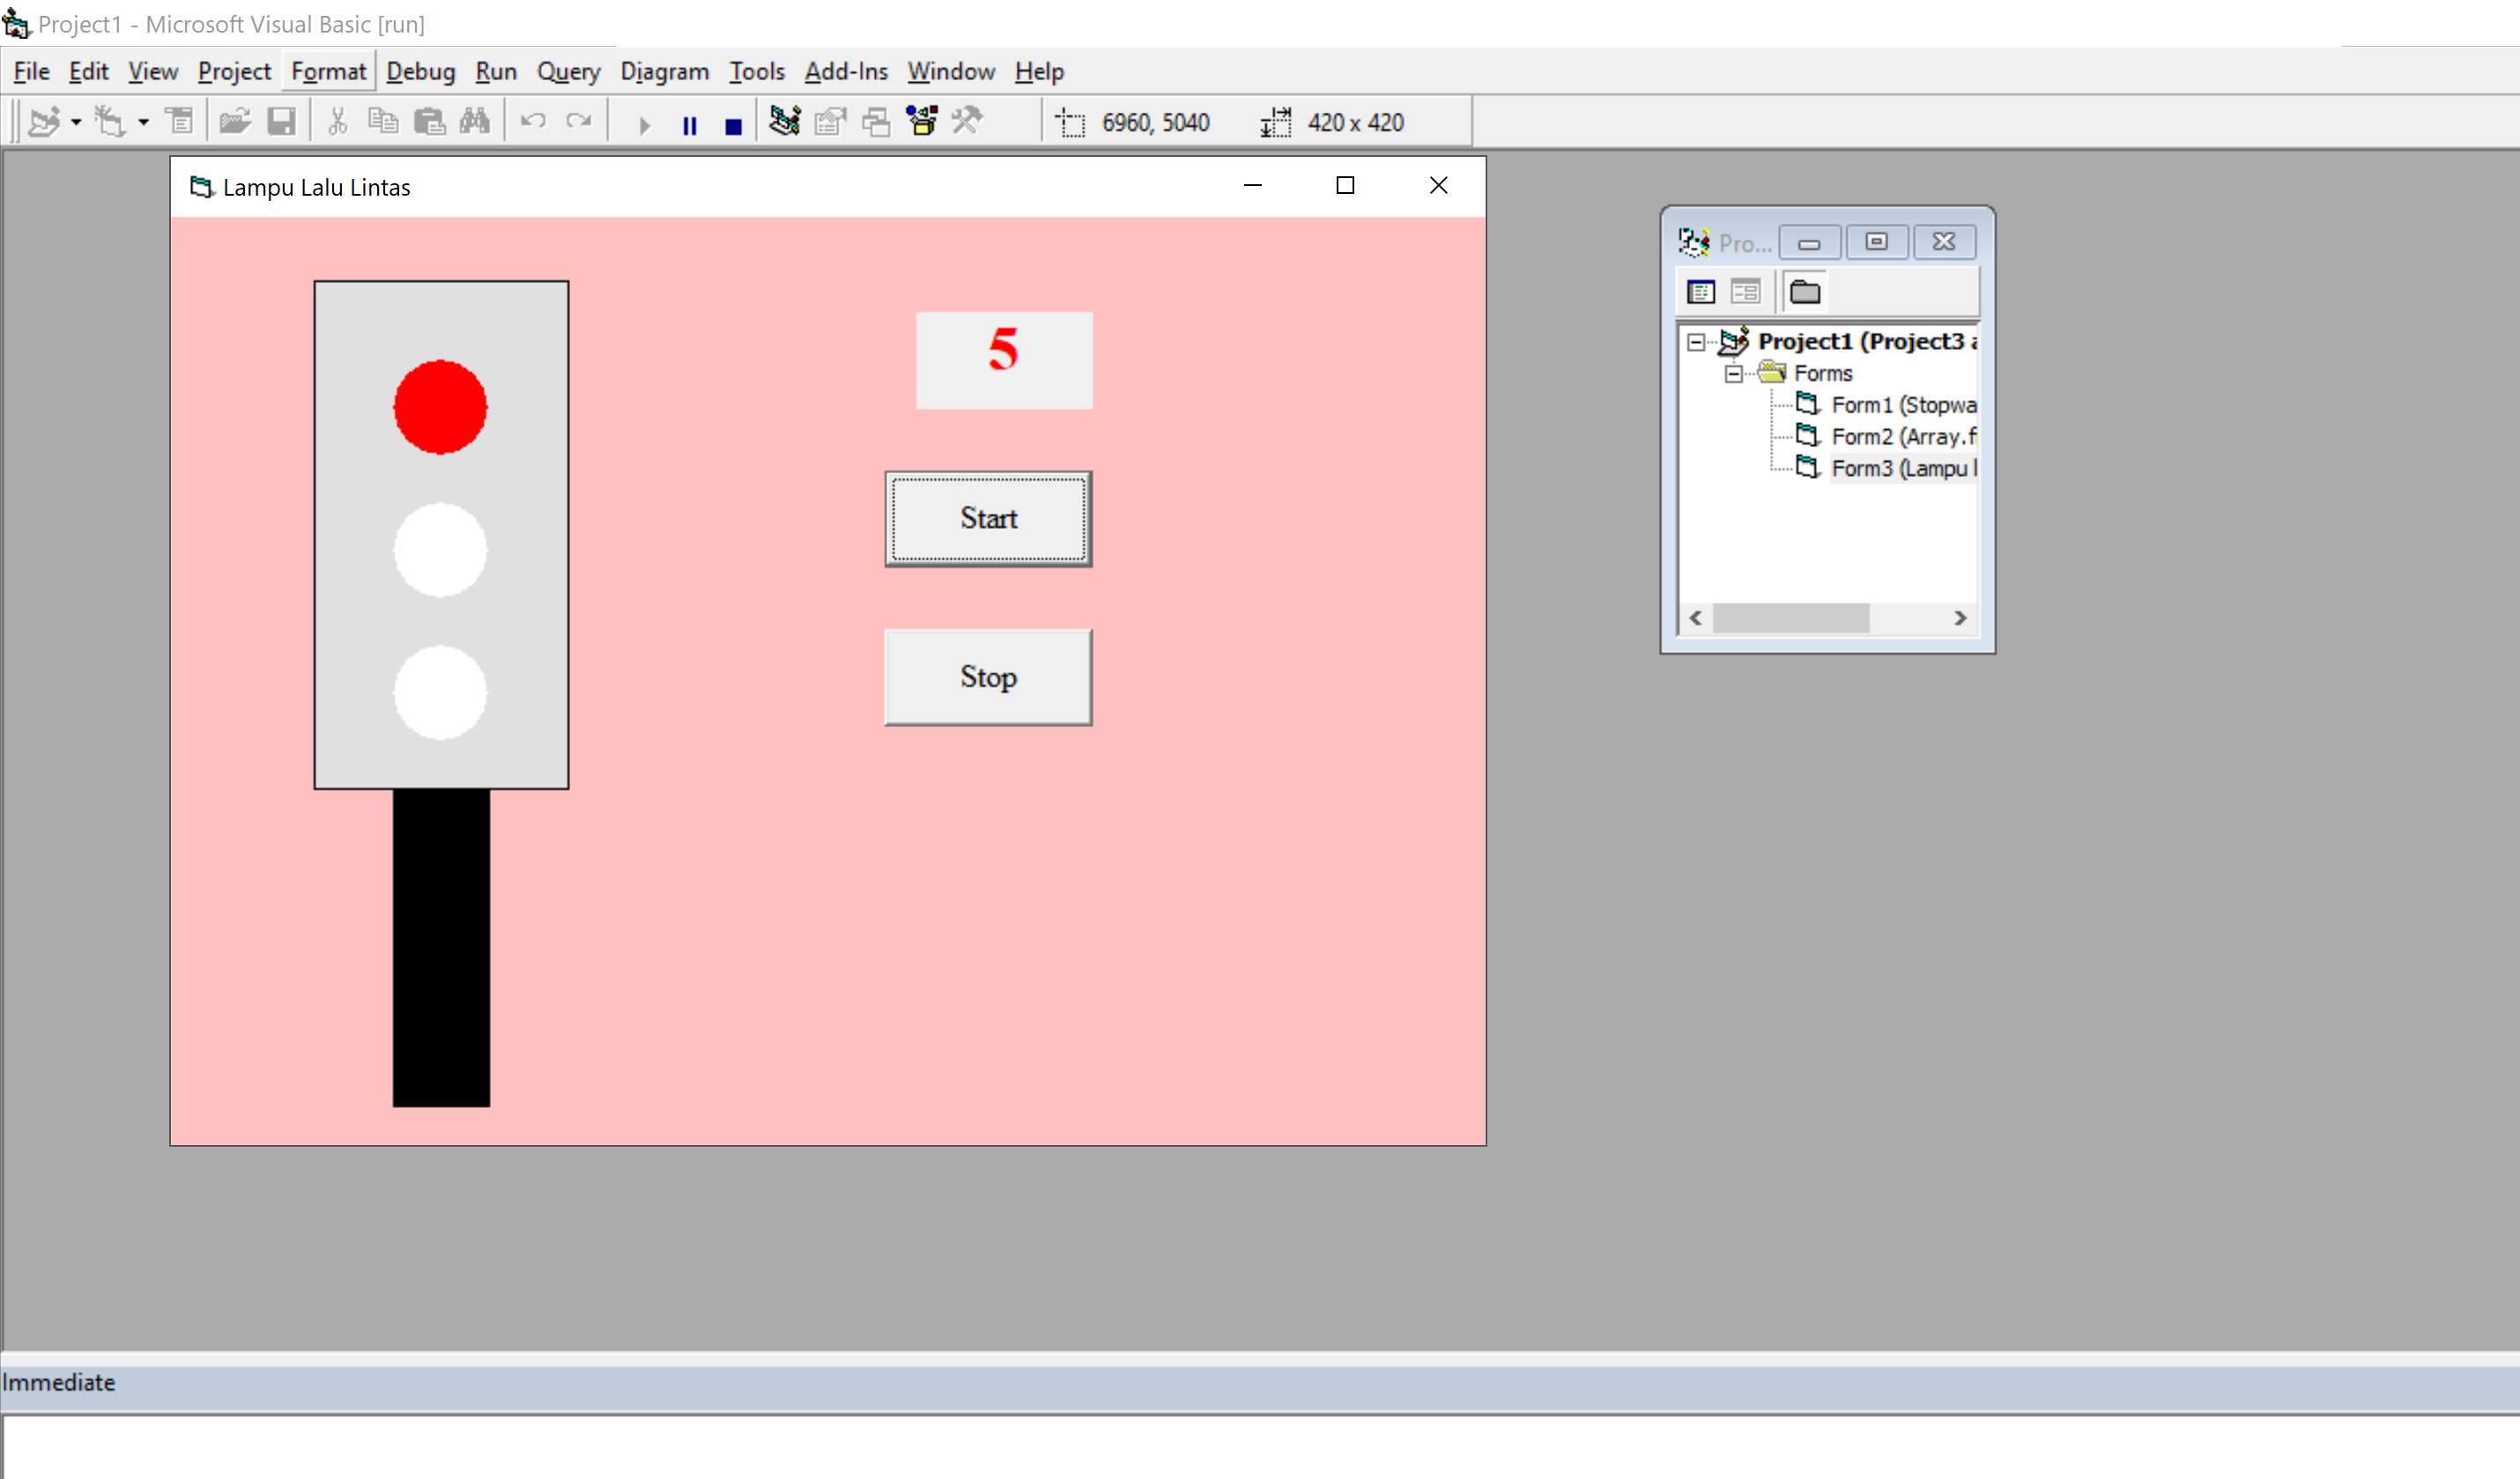 Project1 - Microsoft Visual Basic [run]
File Edit View Project Format Debug Run Query Diagram Tools Add-Ins Window Help
6960, 5040 420 x 420
Lampu Lalu Lintas
Pro...
5
Project1 (Project3
Forms
Form1 (Stopwa
Form2 (Array.f
Form3 (Lampu
Start
Stop
Immediate